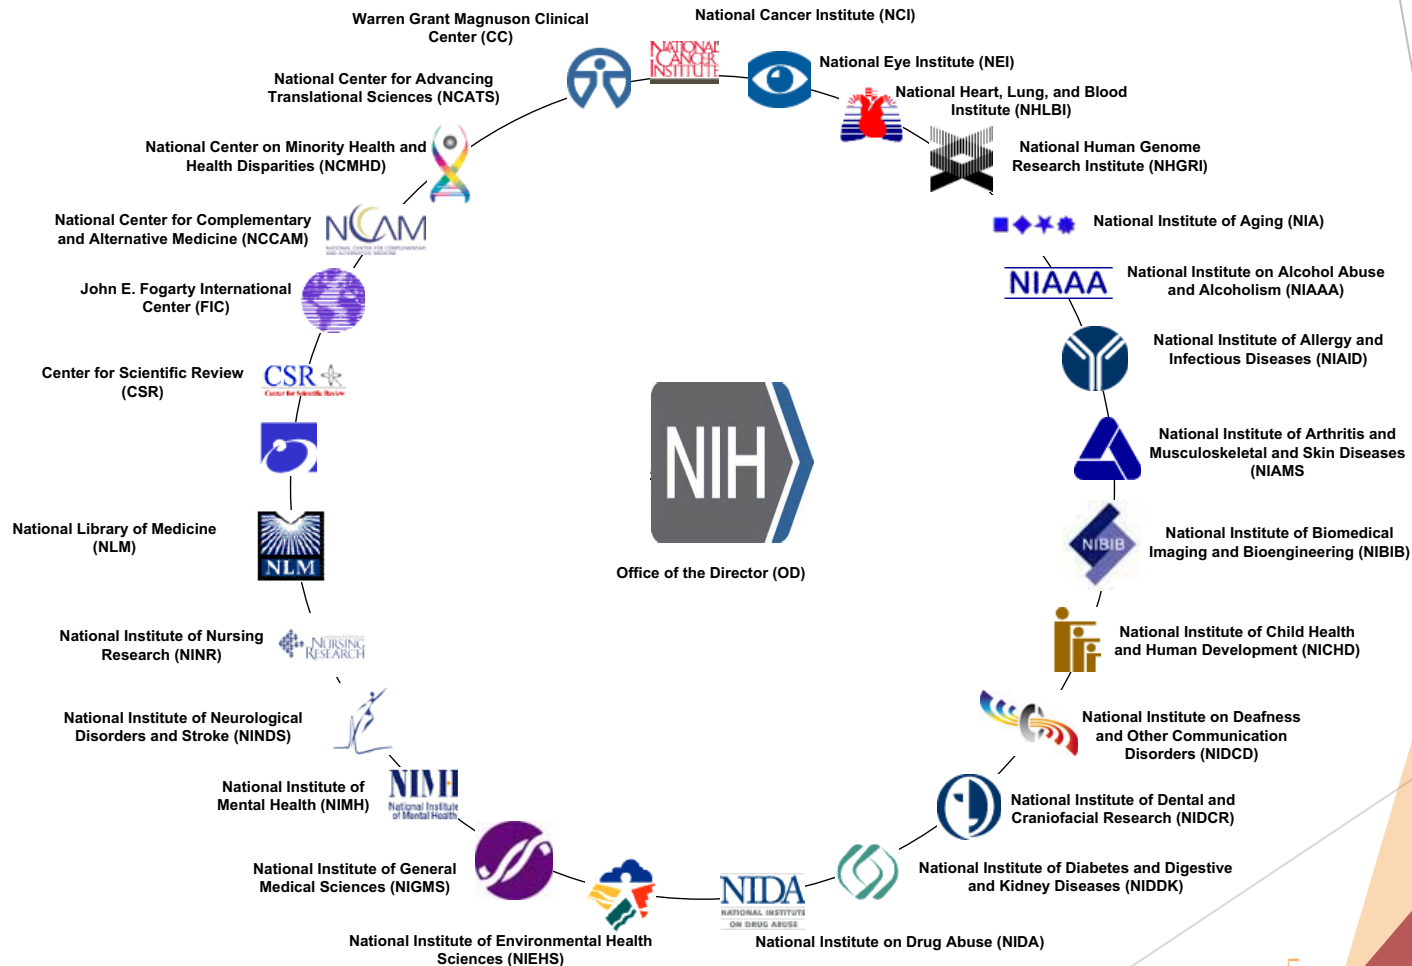 Warren Grant Magnuson Clinical
Center (CC)
National Cancer Institute (NCI)
NATIONAL
CANCER
INSTITUTE
National Eye Institute (NEI)
National Center for Advancing
Translational Sciences (NCATS)
National Heart, Lung, and Blood
Institute (NHLBI)
National Center on Minority Health and
Health Disparities (NCMHD)
National Human Genome
Research Institute (NHGRI)
National Center for Complementary
and Alternative Medicine (NCCAM)
NCCAM
NATIONAL CENTER FOR COMPLEMENTARY
AND ALTERNATIVE MEDICINE
National Institute of Aging (NIA)
John E. Fogarty International
Center (FIC)
NIAAA
National Institute on Alcohol Abuse
and Alcoholism (NIAAA)
National Institute of Allergy and
Infectious Diseases (NIAID)
Center for Scientific Review
(CSR)
CSR
Center for Scientific Review
NIH
National Institute of Arthritis and
Musculoskeletal and Skin Diseases
(NIAMS
National Library of Medicine
(NLM)
NLM
NIBIB
National Institute of Biomedical
Imaging and Bioengineering (NIBIB)
Office of the Director (OD)
National Institute of Nursing
Research (NINR)
NURSING
RESEARCH
National Institute of Child Health
and Human Development (NICHD)
National Institute of Neurological
Disorders and Stroke (NINDS)
National Institute on Deafness
and Other Communication
Disorders (NIDCD)
National Institute of
Mental Health (NIMH)
NIMH
National Institute
of Mental Health
National Institute of Dental and
Craniofacial Research (NIDCR)
National Institute of General
Medical Sciences (NIGMS)
NIDA
NATIONAL INSTITUTE
ON DRUG ABUSE
National Institute of Diabetes and Digestive
and Kidney Diseases (NIDDK)
National Institute of Environmental Health
Sciences (NIEHS)
National Institute on Drug Abuse (NIDA)